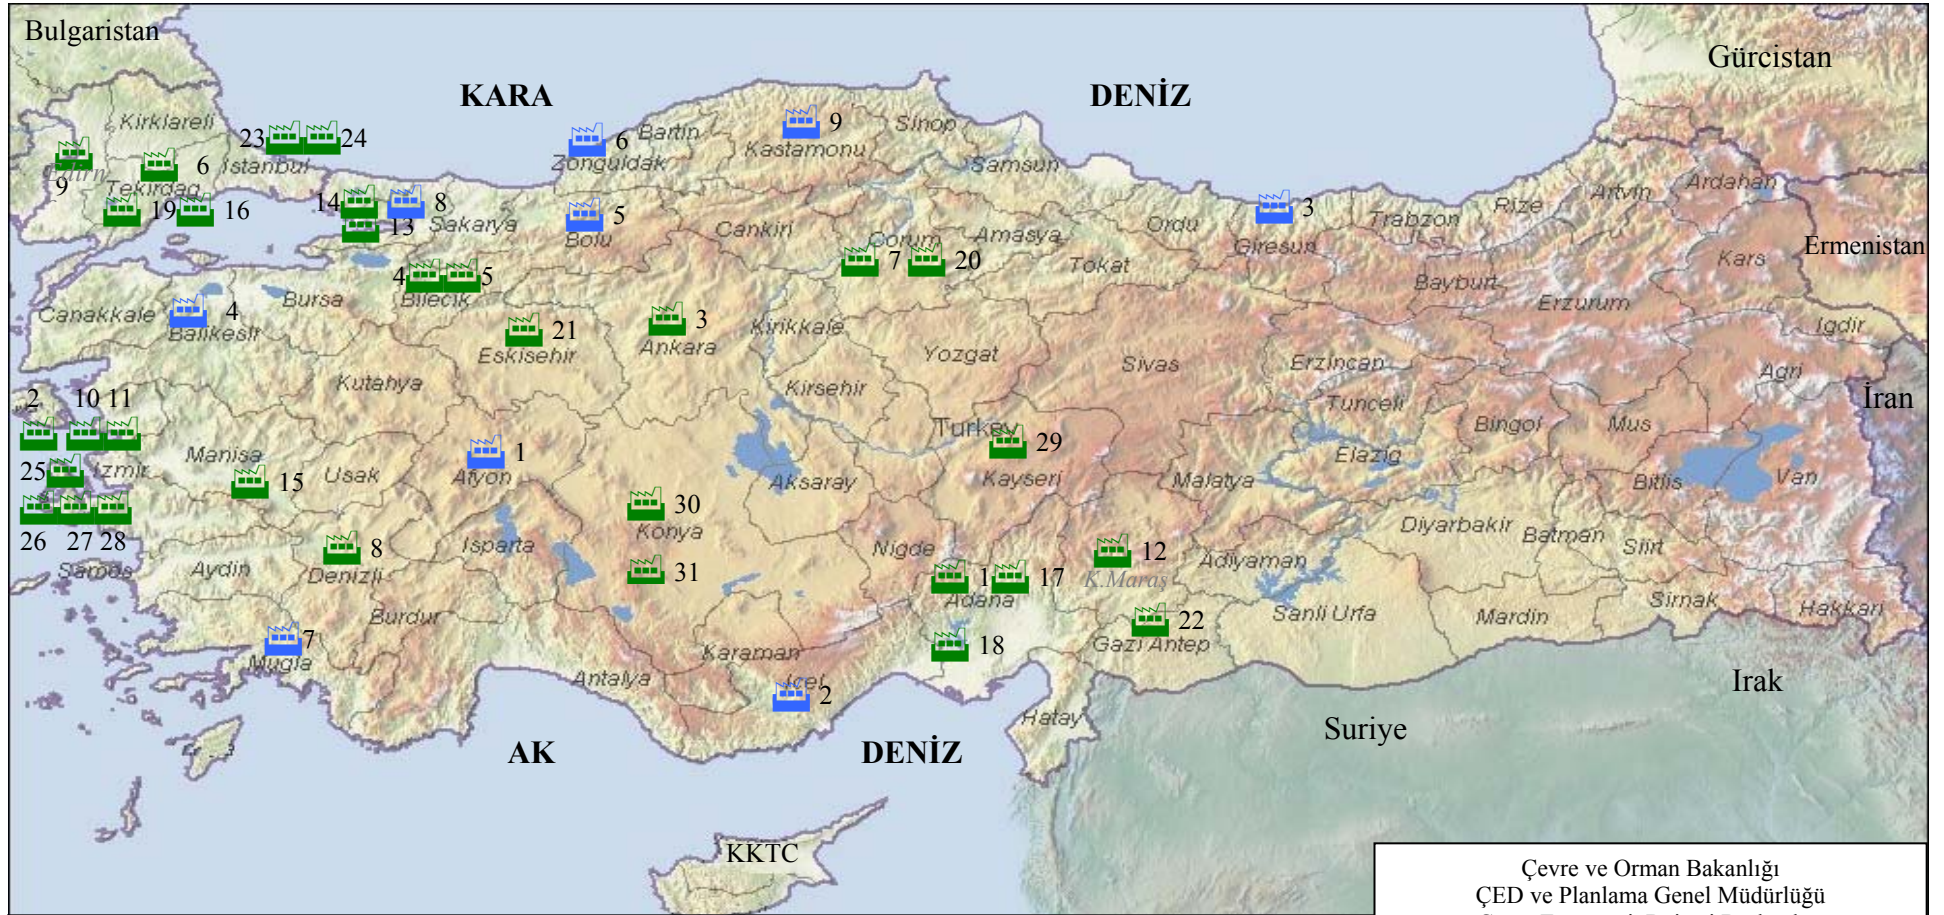 Bulgaristan
Gürcistan
KARA DENİZ
Kirklareli
Bartin
Sinop
9
23 24
6
Zonguldak
Kastamonu
Samsun
Istanbul
Ardahan
Artvin
6
9
Tekirdag
Rize
14 8
3
Trabzon
Ordu
19 16
Sakarya
5
Giresun
13
Bolu
Cankiri
Corum
Amasya
Ermenistan
Kars
7 20
Tokat
4 5
Bilecik
Bursa
Bayburt
Erzurum
Canakkale
4
Balikesir
21
3
Kirikkale
Igdir
Eskisehir
Ankara
Yozgat
Sivas
Erzincan
Agri
Kutahya
Kirsehir
İran
2 10 11
Tunceli
Bingol
Mus
Turkey
29
Manisa
1
Elazig
25
Izmir
Usak
Afyon
Aksaray
Kayseri
Malatya
Bitlis
Van
15
30
Konya
26 27 28
Diyarbakir
Batman
Siirt
Isparta
Nigde
12
8
Adiyaman
Samos
Aydin
Denizli
31
1 17
K.Maraş
Adana
Sirnak
Hakkari
Burdur
22
Sanli Urfa
Mardin
7
18
Gazi Antep
Mugla
Karaman
Antalya
Icel
2
Irak
Hatay
Suriye
AK DENİZ
KKTC
Çevre ve Orman Bakanlığı
ÇED ve Planlama Genel Müdürlüğü